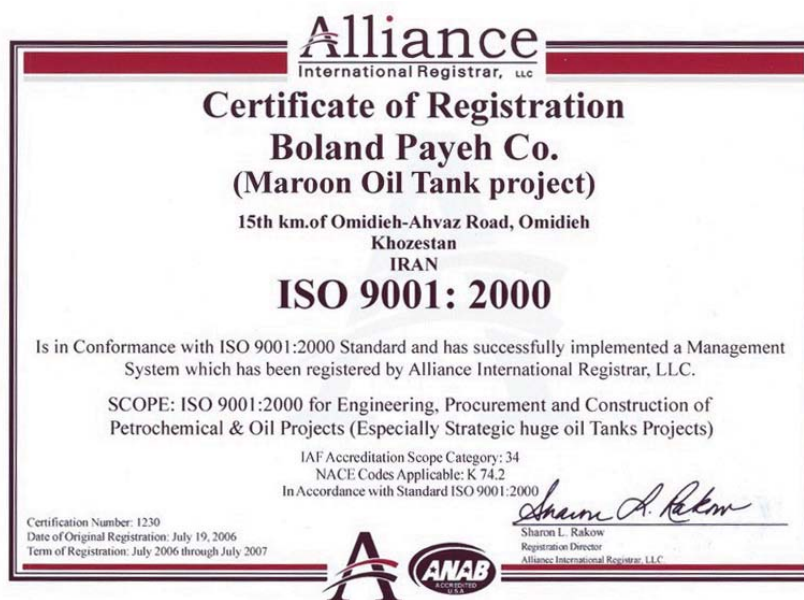 Alliance
International Registrar, LLC
Certificate of Registration
Boland Payeh Co.
(Maroon Oil Tank project)
15th km.of Omidieh-Ahvaz Road, Omidieh
Khozestan
IRAN
ISO 9001: 2000
Is in Conformance with ISO 9001:2000 Standard and has successfully implemented a Management
System which has been registered by Alliance International Registrar, LLC.
SCOPE: ISO 9001:2000 for Engineering, Procurement and Construction of
Petrochemical & Oil Projects (Especially Strategic huge oil Tanks Projects)
IAF Accreditation Scope Category: 34
NACE Codes Applicable: K 74.2
In Accordance with Standard ISO 9001:2000
Sharon L. Rakow
Certification Number: 1230
Date of Original Registration: July 19, 2006
Term of Registration: July 2006 through July 2007
Sharon L. Rakow
Registration Director
Alliance International Registrar, LLC.
ANAB
ACCREDITED
U.S.A